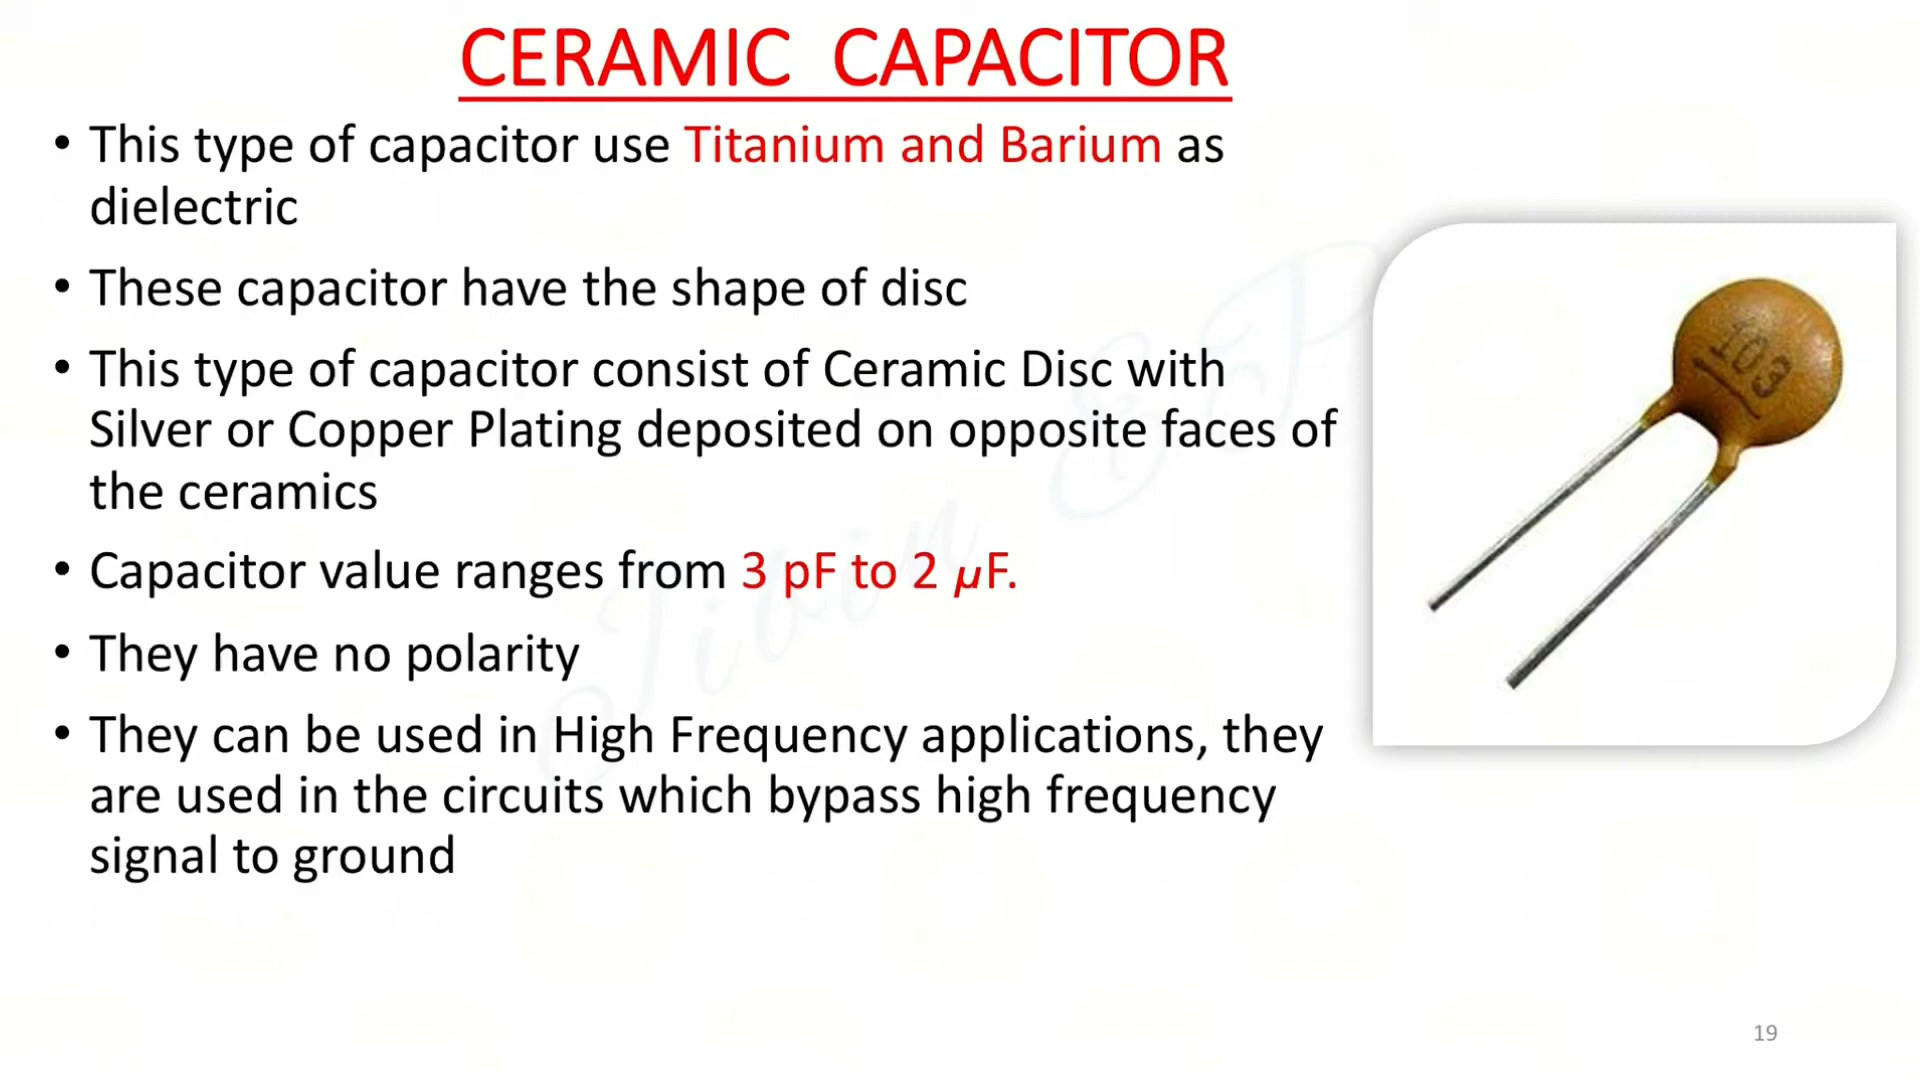 CERAMIC CAPACITOR
• This type of capacitor use Titanium and Barium as
dielectric
• These capacitor have the shape of disc
• This type of capacitor consist of Ceramic Disc with
Silver or Copper Plating deposited on opposite faces of
the ceramics
• Capacitor value ranges from 3 pF to 2 µF.
• They have no polarity
• They can be used in High Frequency applications, they
are used in the circuits which bypass high frequency
signal to ground
103
Jibin
19